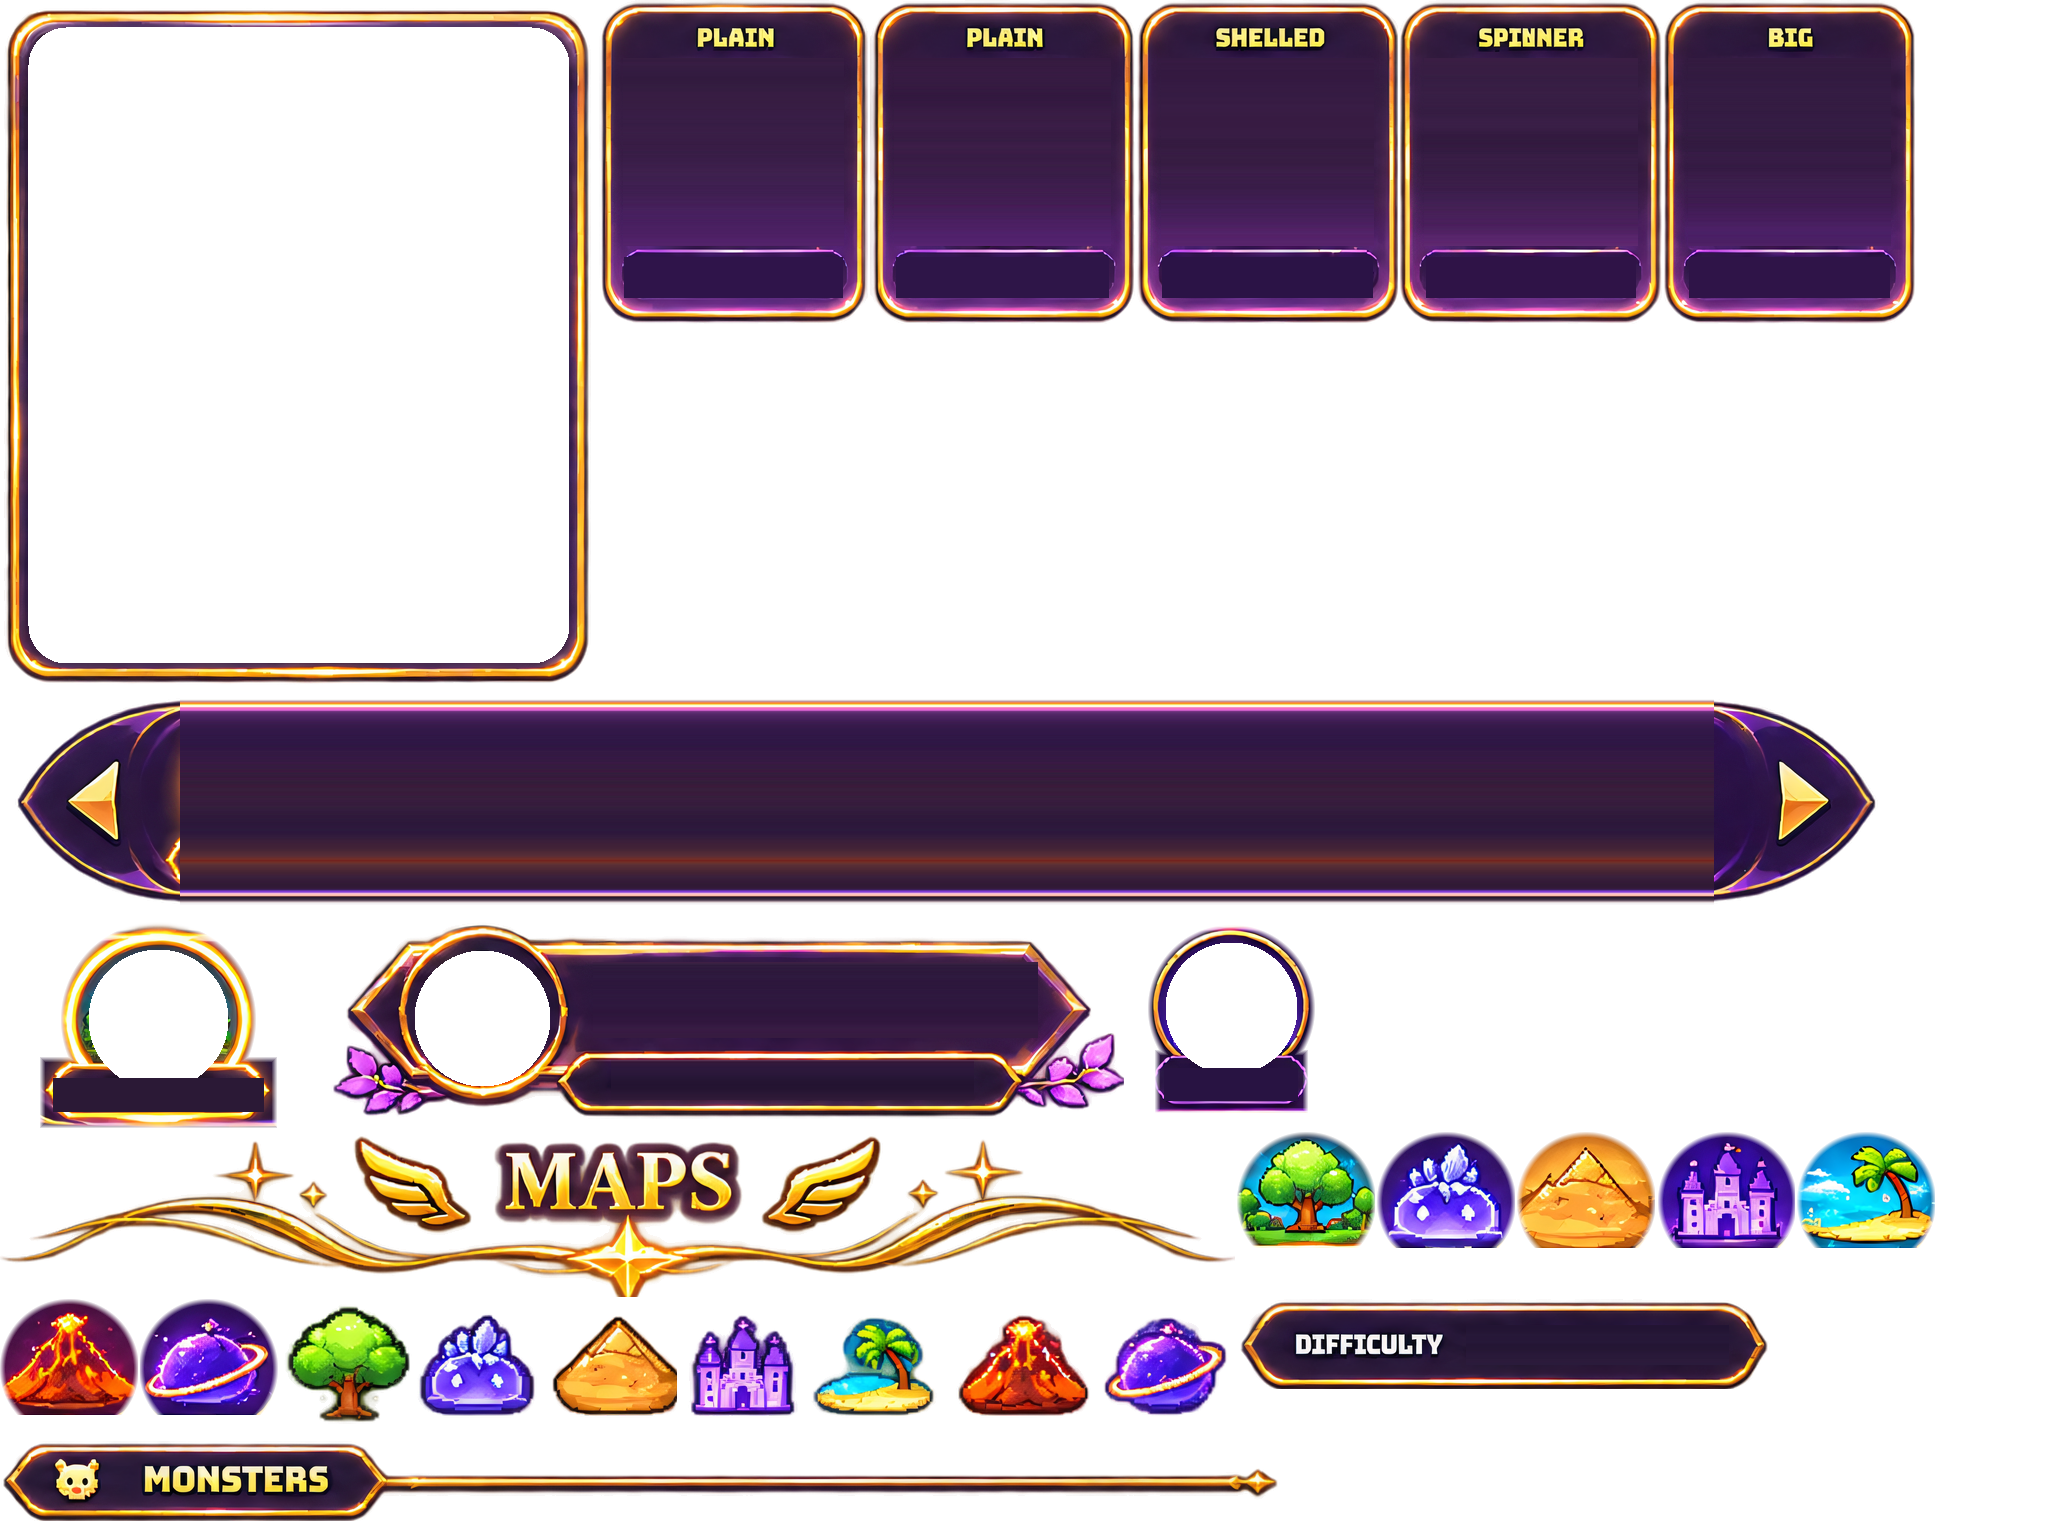 PLAIN
PLAIN
SHELLED
SPINNER
BIG
MAPS
DIFFICULTY
MONSTERS